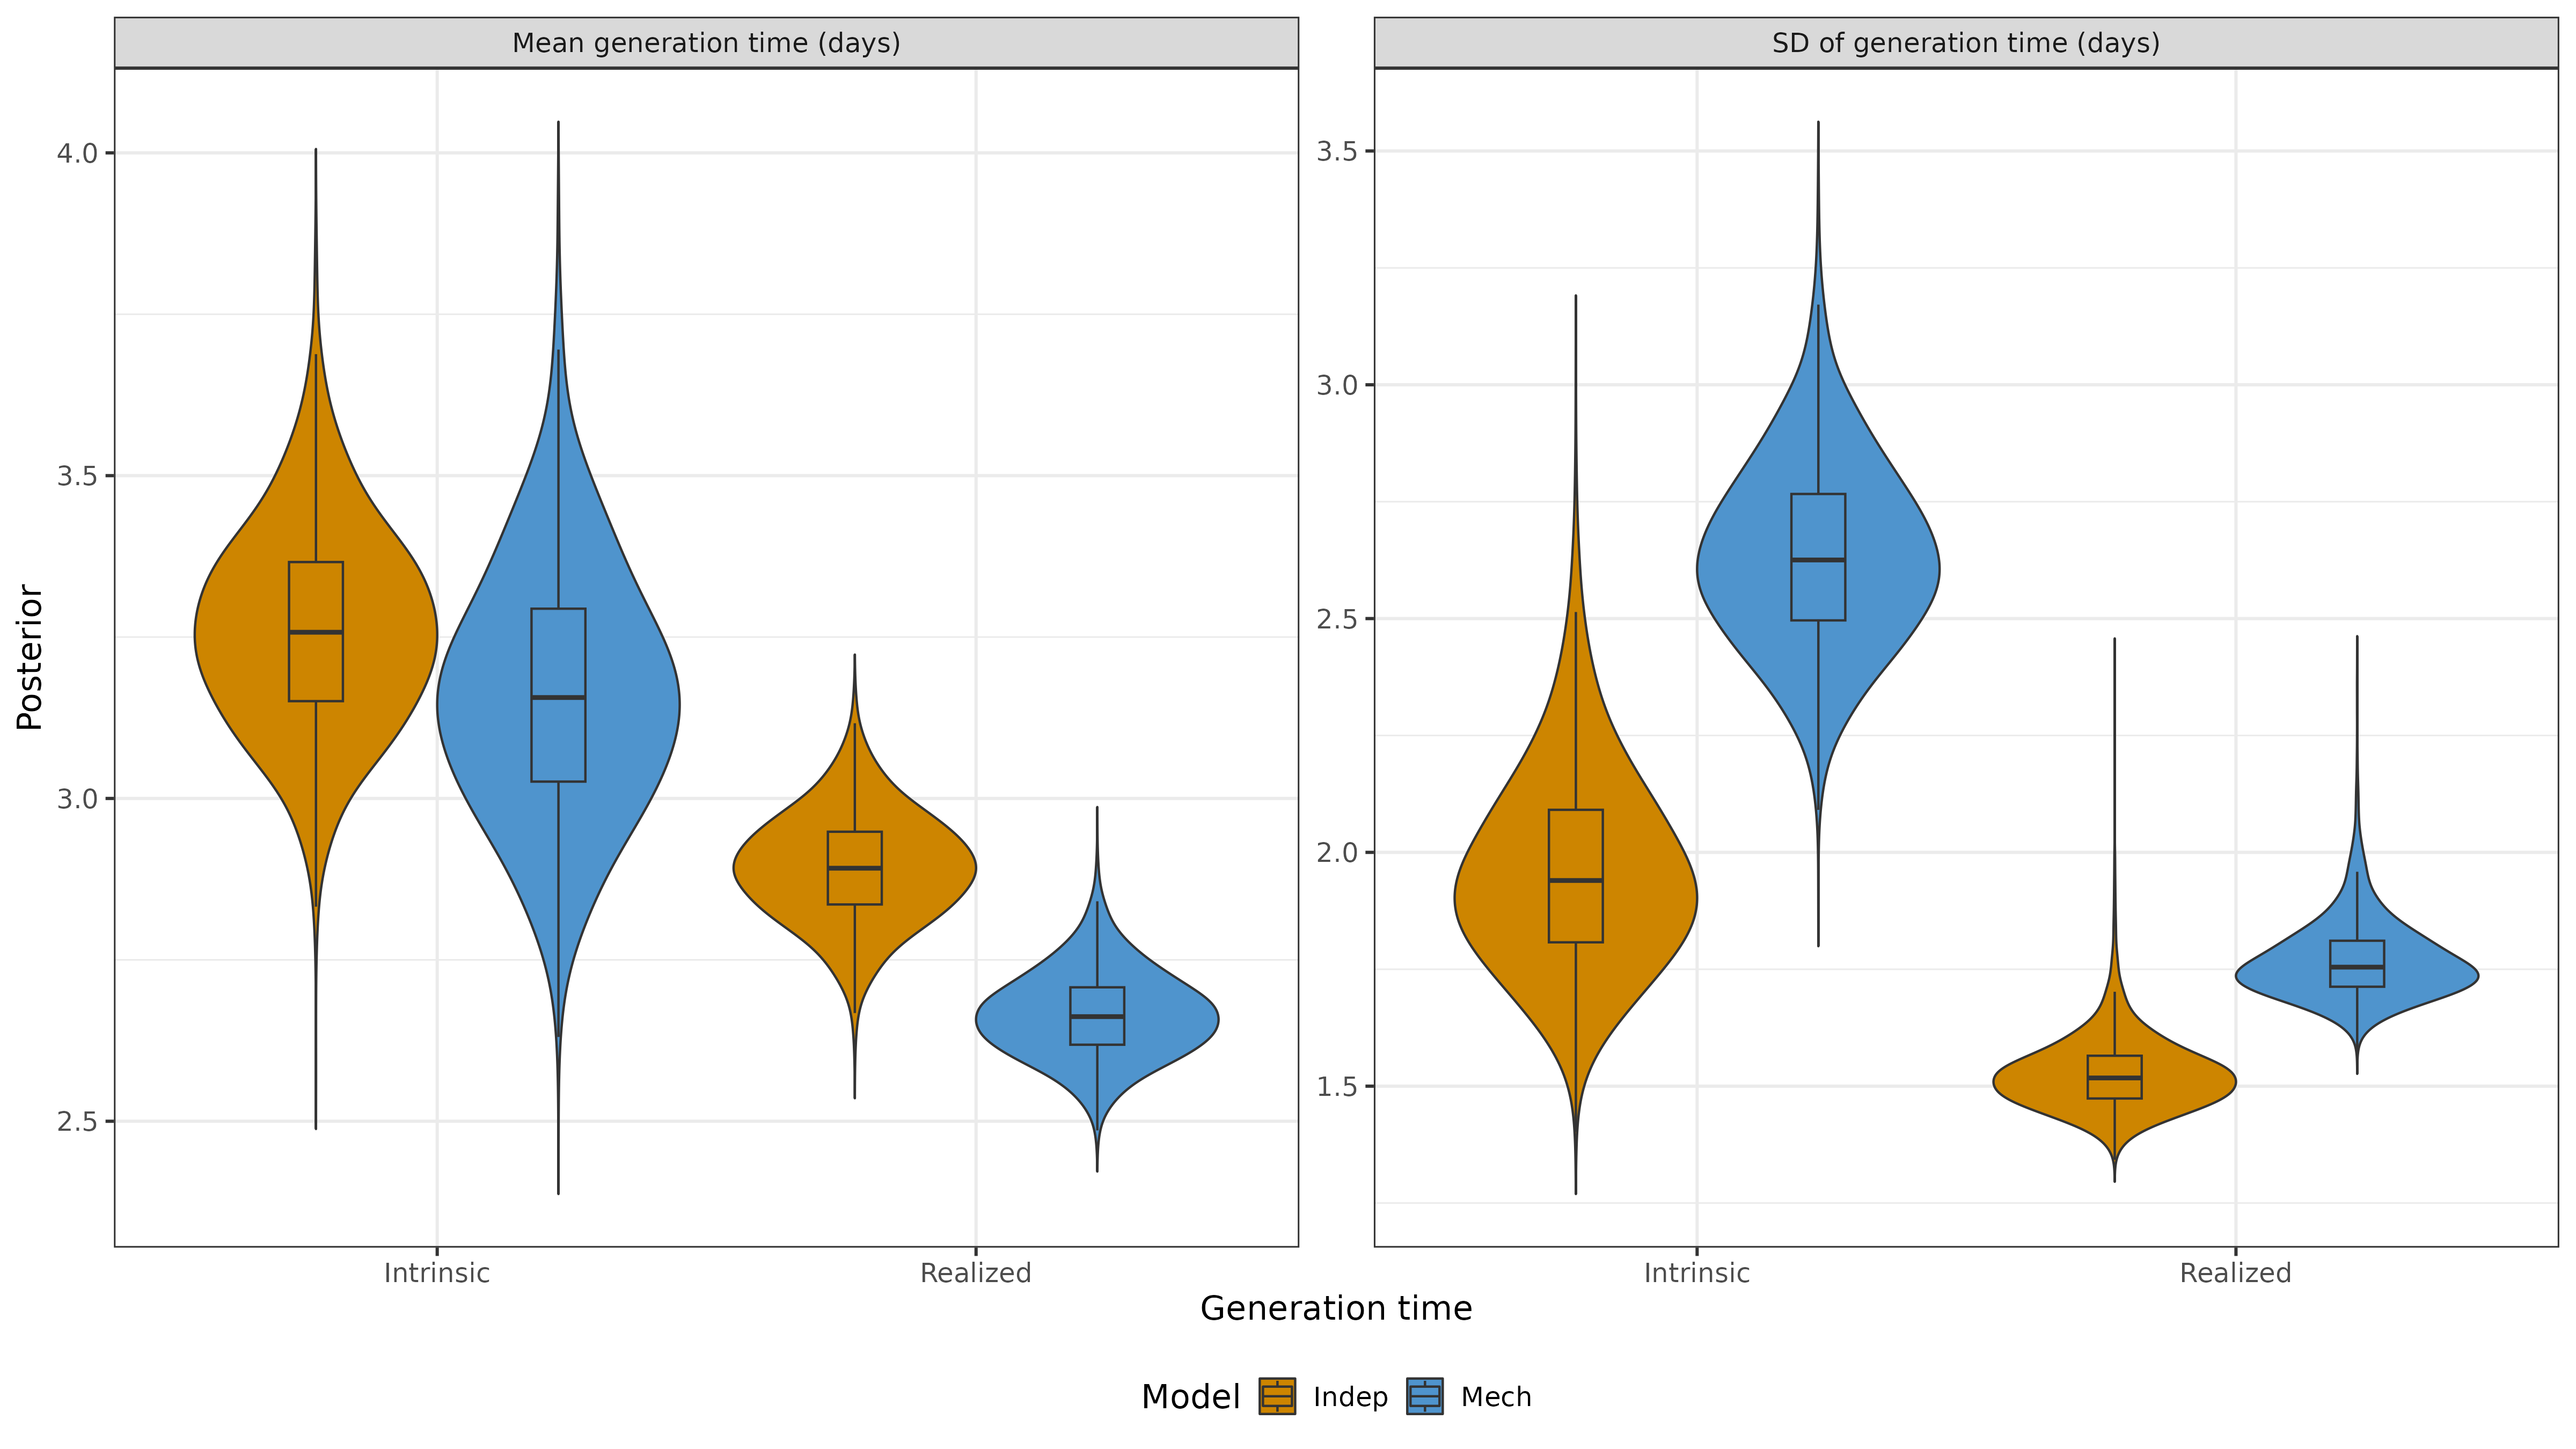 Mean generation time (days)
SD of generation time (days)
Posterior
4.0
3.5
3.0
2.5
3.5
3.0
2.5
2.0
1.5
Intrinsic
Realized
Intrinsic
Realized
Generation time
Model Indep Mech